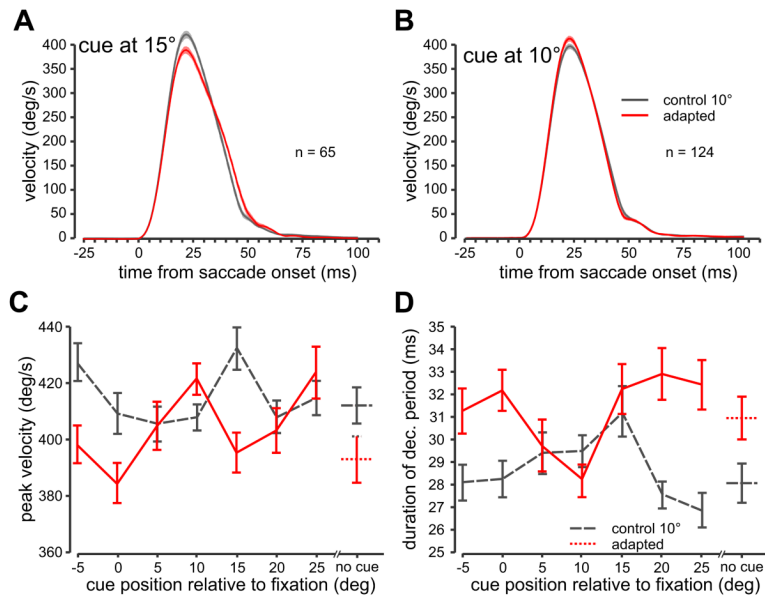 A
cue at 15°
velocity (deg/s)
400
350
300
250
200
150
100
50
0
n = 65
-25 0 25 50 75 100
time from saccade onset (ms)
B
cue at 10°
velocity (deg/s)
400
350
300
250
200
150
100
50
0
control 10°
adapted
n = 124
-25 0 25 50 75 100
time from saccade onset (ms)
C
peak velocity (deg/s)
440
420
400
380
360
-5 0 5 10 15 20 25 no cue
cue position relative to fixation (deg)
D
duration of dec. period (ms)
35
34
33
32
31
30
29
28
27
26
25
control 10°
adapted
-5 0 5 10 15 20 25 no cue
cue position relative to fixation (deg)